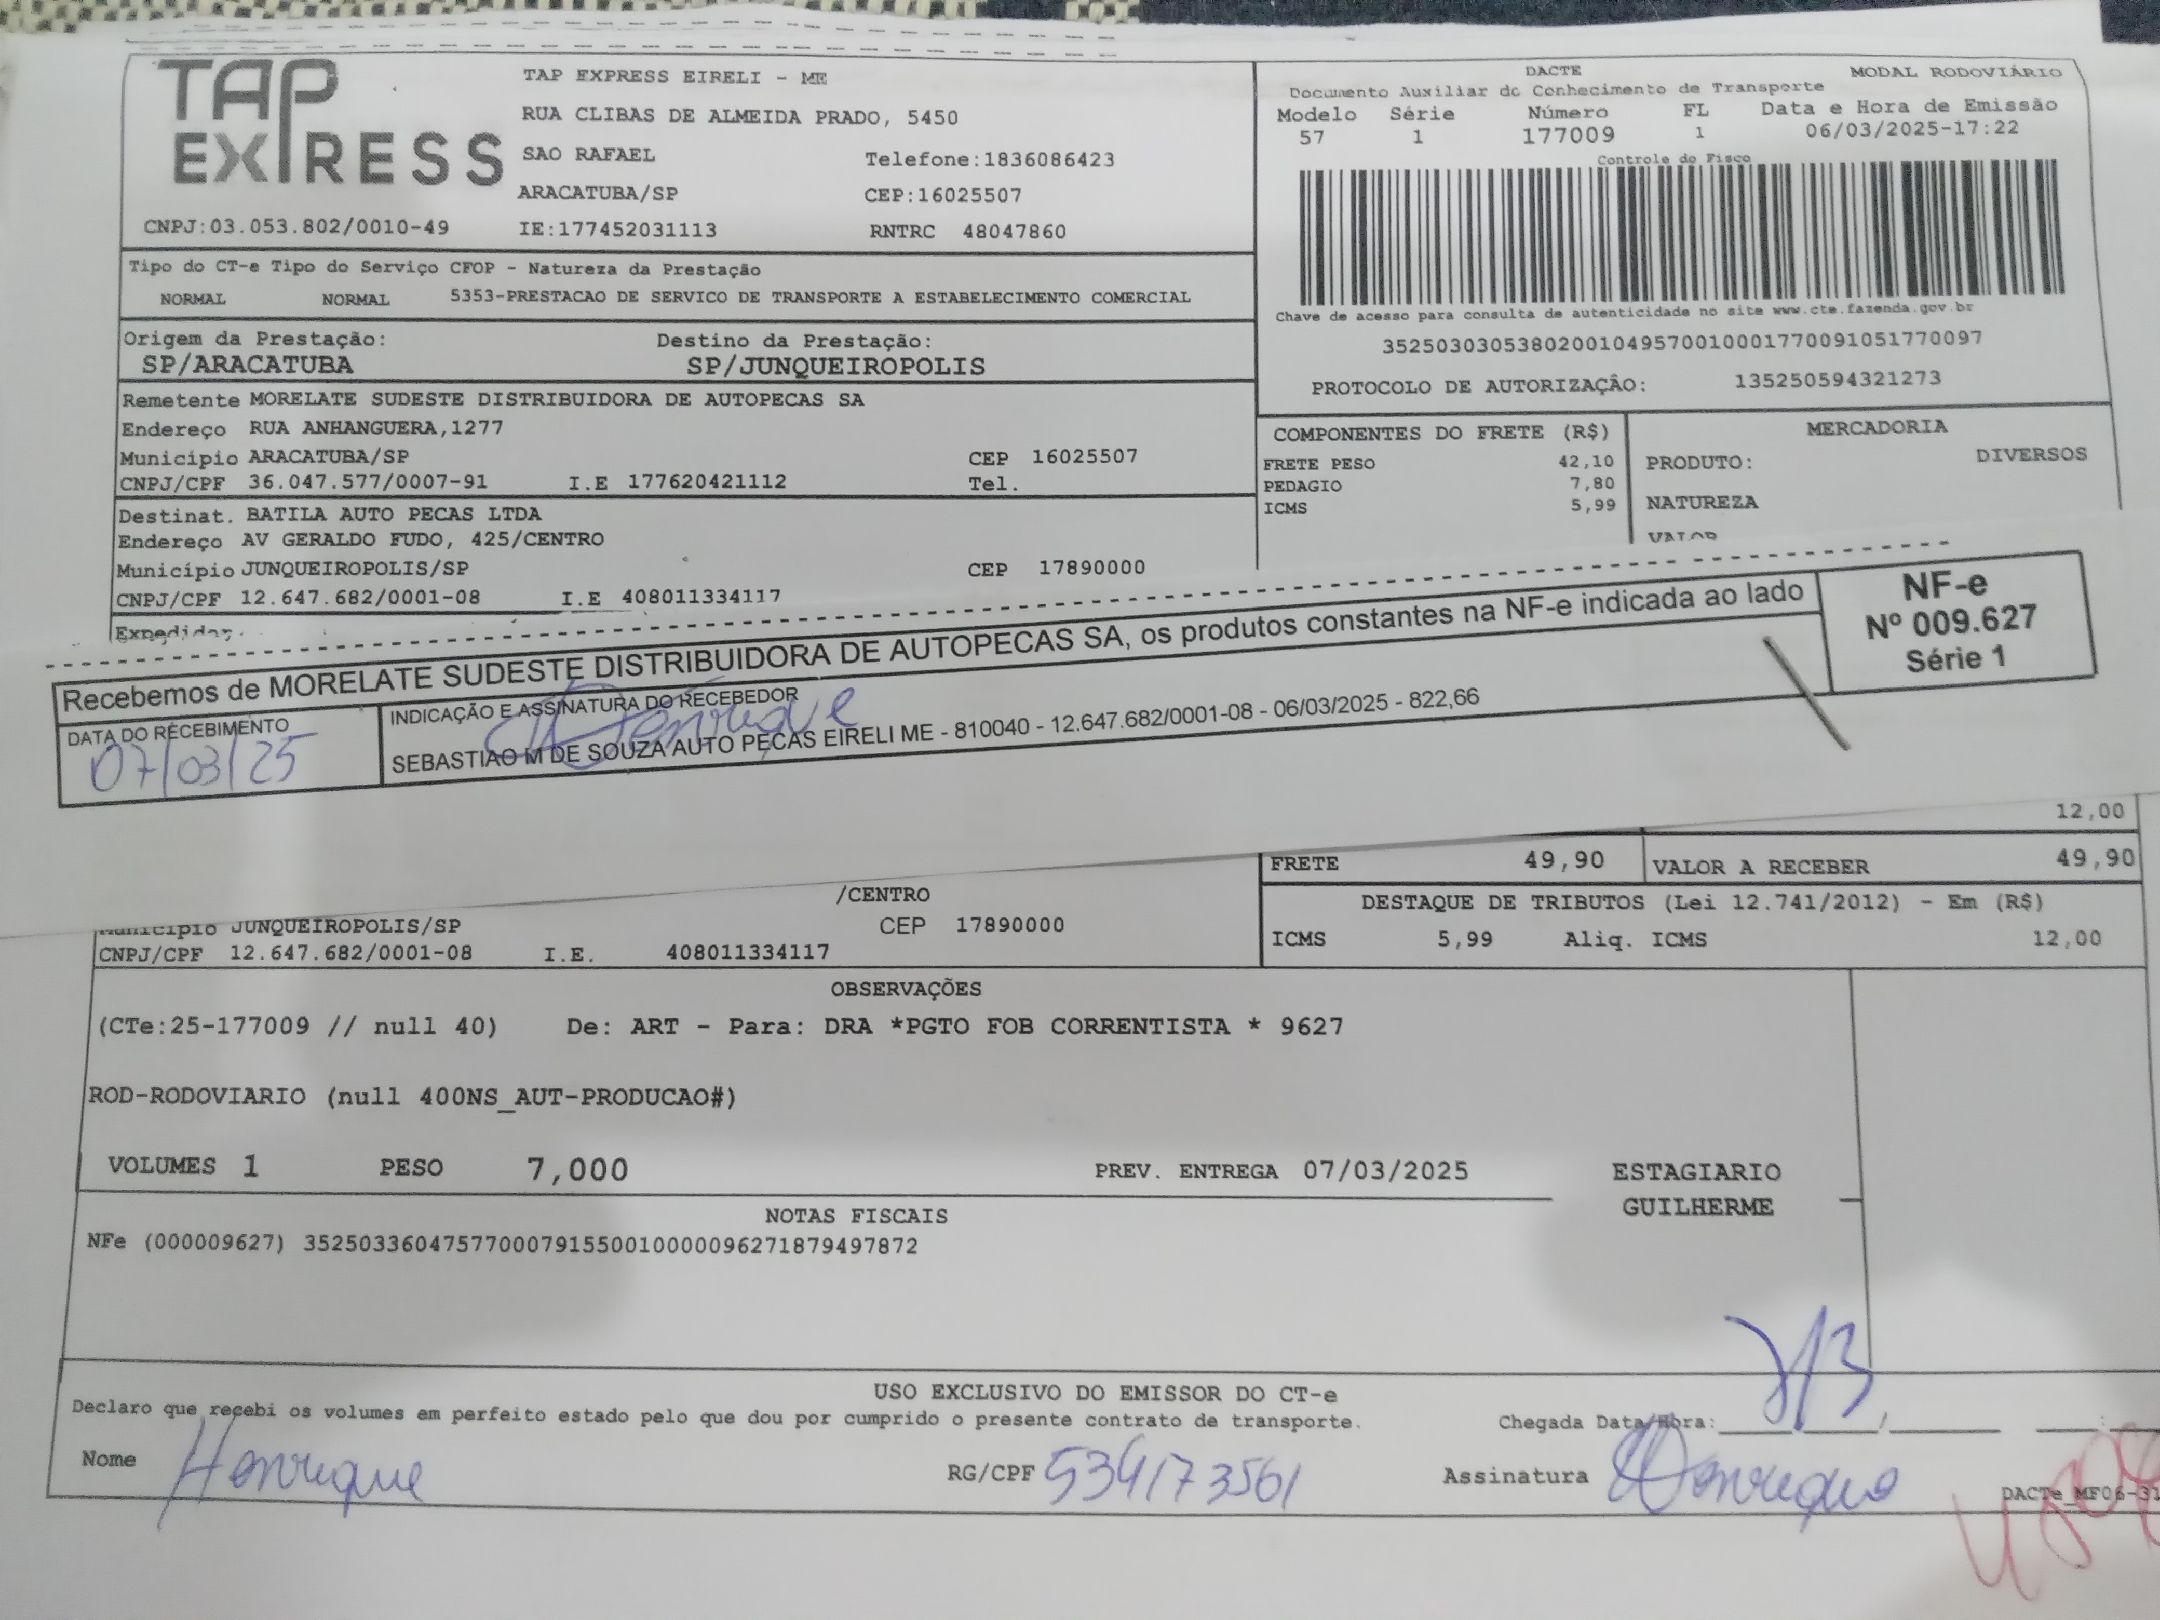 TAP EXPRESS
TAP EXPRESS EIRELI - ME
RUA CLIBAS DE ALMEIDA PRADO, 5450
SAO RAFAEL Telefone:1836086423
ARACATUBA/SP CEP:16025507
CNPJ:03.053.802/0010-49 IE:177452031113 RNTRC 48047860
DACTE MODAL RODOVIÁRIO
Documento Auxiliar do Conhecimento de Transporte
Modelo Série Número FL Data e Hora de Emissão
57 1 177009 1 06/03/2025-17:22
Controle do Fisco
Chave de acesso para consulta de autenticidade no site www.cte.fazenda.gov.br
35250303053802001049570010001770091051770097
PROTOCOLO DE AUTORIZAÇÃO: 135250594321273
Tipo do CT-e Tipo do Serviço CFOP - Natureza da Prestação
NORMAL NORMAL 5353-PRESTACAO DE SERVICO DE TRANSPORTE A ESTABELECIMENTO COMERCIAL
Origem da Prestação: Destino da Prestação:
SP/ARACATUBA SP/JUNQUEIROPOLIS
Remetente MORELATE SUDESTE DISTRIBUIDORA DE AUTOPECAS SA
Endereço RUA ANHANGUERA,1277
Município ARACATUBA/SP CEP 16025507
CNPJ/CPF 36.047.577/0007-91 I.E 177620421112 Tel.
Destinat. BATILA AUTO PECAS LTDA
Endereço AV GERALDO FUDO, 425/CENTRO
Município JUNQUEIROPOLIS/SP CEP 17890000
CNPJ/CPF 12.647.682/0001-08 I.E 408011334117
Expedidor
COMPONENTES DO FRETE (R$) MERCADORIA
FRETE PESO 42,10 PRODUTO: DIVERSOS
PEDAGIO 7,80
ICMS 5,99 NATUREZA
VALOR
Recebemos de MORELATE SUDESTE DISTRIBUIDORA DE AUTOPECAS SA, os produtos constantes na NF-e indicada ao lado
NF-e
Nº 009.627
Série 1
DATA DO RECEBIMENTO
07/03/25
INDICAÇÃO E ASSINATURA DO RECEBEDOR
Henrique
SEBASTIAO M DE SOUZA AUTO PEÇAS EIRELI ME - 810040 - 12.647.682/0001-08 - 06/03/2025 - 822,66
12,00
FRETE 49,90 VALOR A RECEBER 49,90
/CENTRO
Município JUNQUEIROPOLIS/SP CEP 17890000
CNPJ/CPF 12.647.682/0001-08 I.E. 408011334117
DESTAQUE DE TRIBUTOS (Lei 12.741/2012) - Em (R$)
ICMS 5,99 Aliq. ICMS 12,00
OBSERVAÇÕES
(CTe:25-177009 // null 40) De: ART - Para: DRA *PGTO FOB CORRENTISTA * 9627
ROD-RODOVIARIO (null 400NS_AUT-PRODUCAO#)
VOLUMES 1 PESO 7,000 PREV. ENTREGA 07/03/2025 ESTAGIARIO
GUILHERME
NOTAS FISCAIS
NFe (000009627) 35250336047577000791550010000096271879497872
USO EXCLUSIVO DO EMISSOR DO CT-e
Declaro que recebi os volumes em perfeito estado pelo que dou por cumprido o presente contrato de transporte. Chegada Data/Hora:
Nome Henrique RG/CPF 534173561 Assinatura Henrique
DACTe_MF06-31